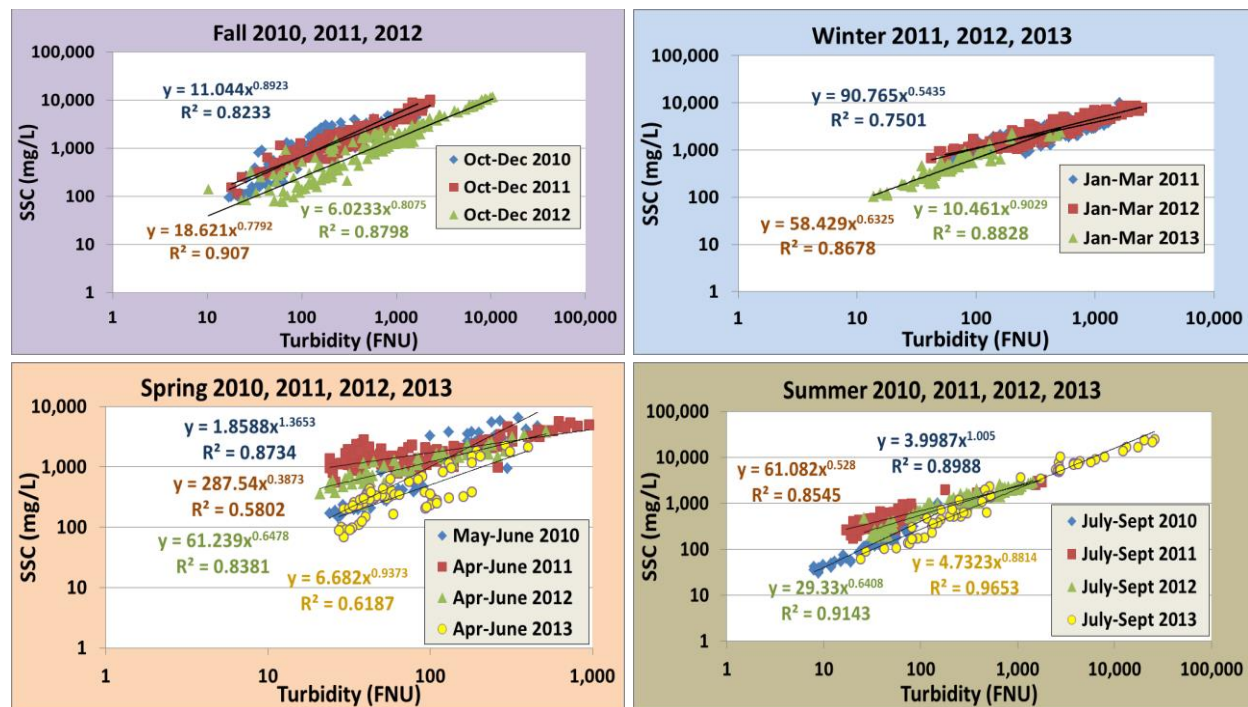 Fall 2010, 2011, 2012
100,000
10,000
1,000
100
10
1
SSC (mg/L)
y = 11.044x^0.8923
R² = 0.8233
y = 18.621x^0.7792
R² = 0.907
y = 6.0233x^0.8075
R² = 0.8798
Oct-Dec 2010
Oct-Dec 2011
Oct-Dec 2012
1 10 100 1,000 10,000 100,000
Turbidity (FNU)
Winter 2011, 2012, 2013
100,000
10,000
1,000
100
10
1
SSC (mg/L)
y = 90.765x^0.5435
R² = 0.7501
y = 58.429x^0.6325
R² = 0.8678
y = 10.461x^0.9029
R² = 0.8828
Jan-Mar 2011
Jan-Mar 2012
Jan-Mar 2013
1 10 100 1,000 10,000
Turbidity (FNU)
Spring 2010, 2011, 2012, 2013
10,000
1,000
100
10
1
SSC (mg/L)
y = 1.8588x^1.3653
R² = 0.8734
y = 287.54x^0.3873
R² = 0.5802
y = 61.239x^0.6478
R² = 0.8381
y = 6.682x^0.9373
R² = 0.6187
May-June 2010
Apr-June 2011
Apr-June 2012
Apr-June 2013
1 10 100 1,000
Turbidity (FNU)
Summer 2010, 2011, 2012, 2013
100,000
10,000
1,000
100
10
1
SSC (mg/L)
y = 3.9987x^1.005
R² = 0.8988
y = 61.082x^0.528
R² = 0.8545
y = 4.7323x^0.8814
R² = 0.9653
y = 29.33x^0.6408
R² = 0.9143
July-Sept 2010
July-Sept 2011
July-Sept 2012
July-Sept 2013
1 10 100 1,000 10,000 100,000
Turbidity (FNU)